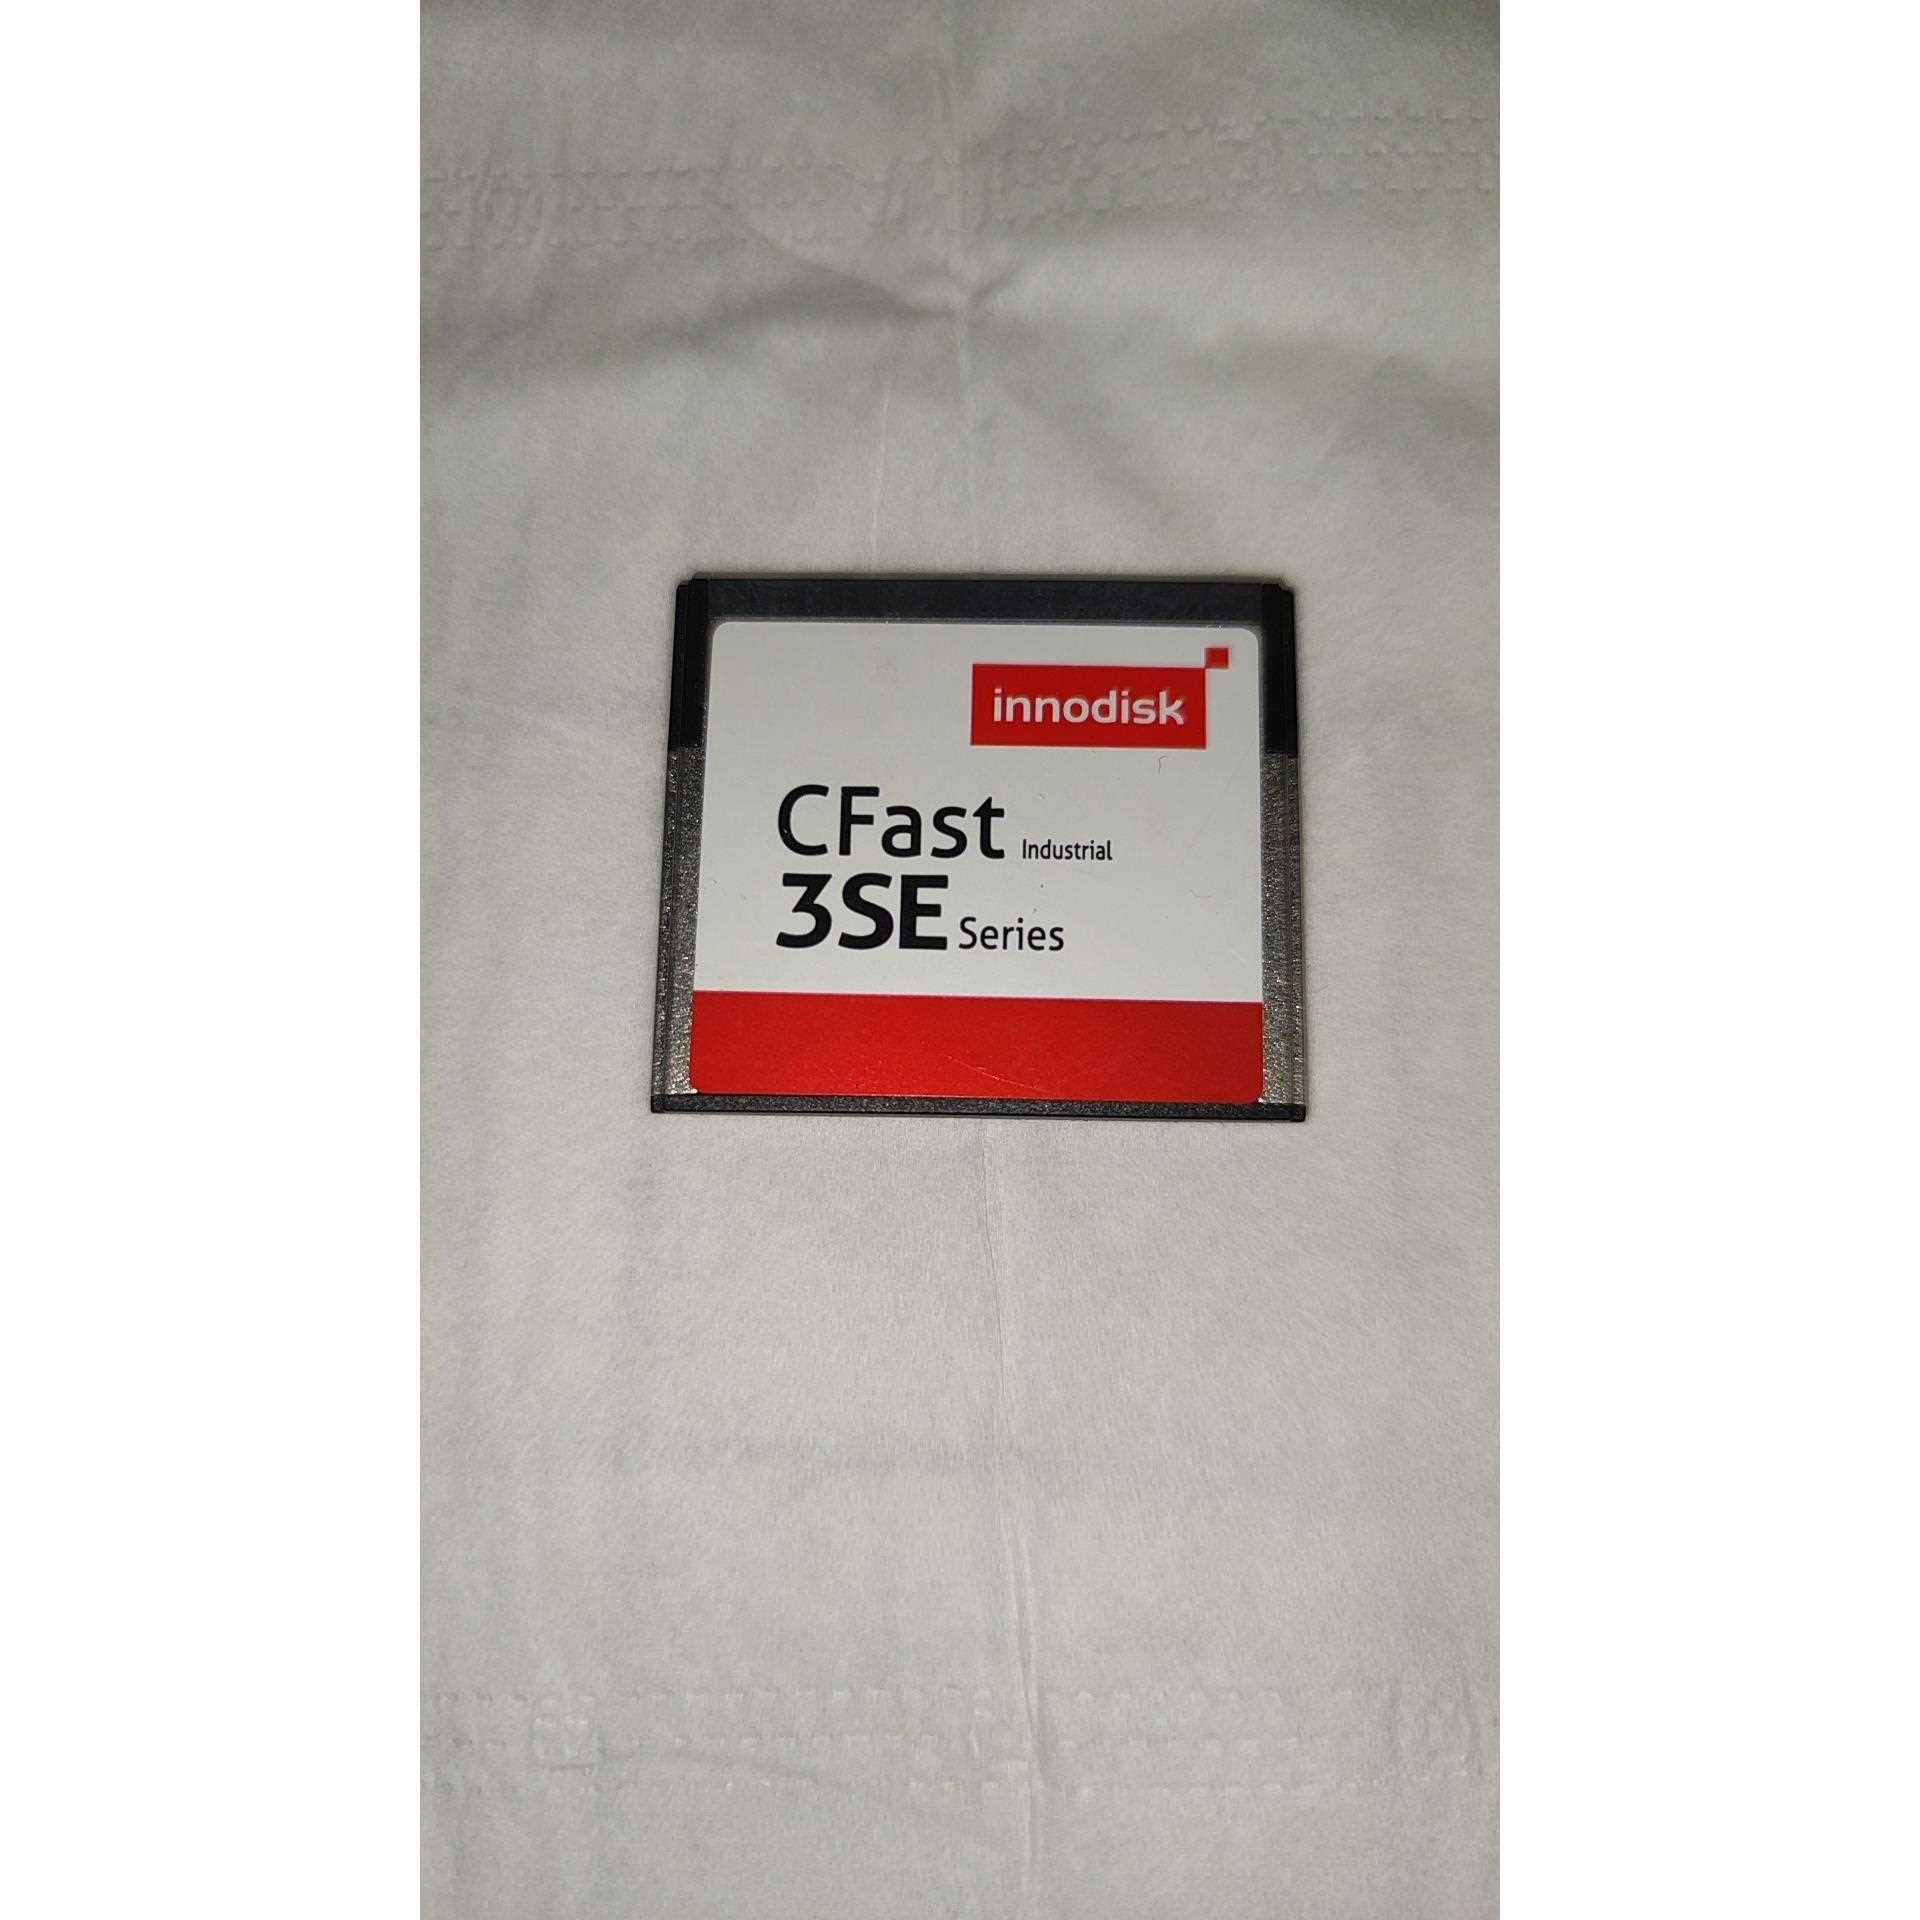 innodisk
CFast Industrial
3SE Series